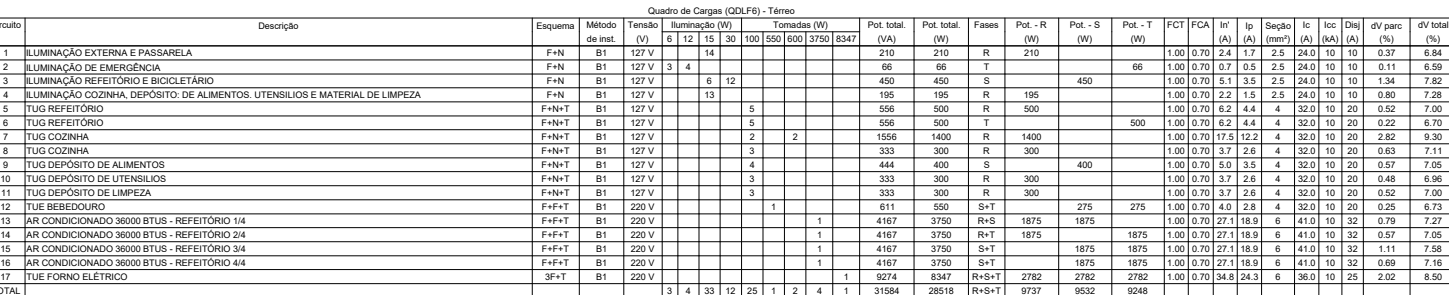 Quadro de Cargas (QDLF6) - Térreo
rcuito Descrição Esquema Método Tensão Iluminação (W) Tomadas (W) Pot. total. Pot. total. Fases Pot. - R Pot. - S Pot. - T FCT FCA In' Ip Seção Ic Icc Disj dV parc dV total
de inst. (V) 6 12 15 30 100 550 600 3750 8347 (VA) (W) (W) (W) (W) (A) (A) (mm²) (A) (kA) (A) (%) (%)
1 ILUMINAÇÃO EXTERNA E PASSARELA F+N B1 127 V 14 210 210 R 210 1.00 0.70 2.4 1.7 2.5 24.0 10 10 0.37 6.84
2 ILUMINAÇÃO DE EMERGÊNCIA F+N B1 127 V 3 4 66 66 T 66 1.00 0.70 0.7 0.5 2.5 24.0 10 10 0.11 6.59
3 ILUMINAÇÃO REFEITÓRIO E BICICLETÁRIO F+N B1 127 V 6 12 450 450 S 450 1.00 0.70 5.1 3.5 2.5 24.0 10 10 1.34 7.82
4 ILUMINAÇÃO COZINHA, DEPÓSITO: DE ALIMENTOS. UTENSILIOS E MATERIAL DE LIMPEZA F+N B1 127 V 13 195 195 R 195 1.00 0.70 2.2 1.5 2.5 24.0 10 10 0.80 7.28
5 TUG REFEITÓRIO F+N+T B1 127 V 5 556 500 R 500 1.00 0.70 6.2 4.4 4 32.0 10 20 0.52 7.00
6 TUG REFEITÓRIO F+N+T B1 127 V 5 556 500 T 500 1.00 0.70 6.2 4.4 4 32.0 10 20 0.22 6.70
7 TUG COZINHA F+N+T B1 127 V 2 2 1556 1400 R 1400 1.00 0.70 17.5 12.2 4 32.0 10 20 2.82 9.30
8 TUG COZINHA F+N+T B1 127 V 3 333 300 R 300 1.00 0.70 3.7 2.6 4 32.0 10 20 0.63 7.11
9 TUG DEPÓSITO DE ALIMENTOS F+N+T B1 127 V 4 444 400 S 400 1.00 0.70 5.0 3.5 4 32.0 10 20 0.57 7.05
10 TUG DEPÓSITO DE UTENSILIOS F+N+T B1 127 V 3 333 300 R 300 1.00 0.70 3.7 2.6 4 32.0 10 20 0.48 6.96
11 TUG DEPÓSITO DE LIMPEZA F+N+T B1 127 V 3 333 300 R 300 1.00 0.70 3.7 2.6 4 32.0 10 20 0.52 7.00
12 TUE BEBEDOURO F+F+T B1 220 V 1 611 550 S+T 275 275 1.00 0.70 4.0 2.8 4 32.0 10 20 0.25 6.73
13 AR CONDICIONADO 36000 BTUS - REFEITÓRIO 1/4 F+F+T B1 220 V 1 4167 3750 R+S 1875 1875 1.00 0.70 27.1 18.9 6 41.0 10 32 0.79 7.27
14 AR CONDICIONADO 36000 BTUS - REFEITÓRIO 2/4 F+F+T B1 220 V 1 4167 3750 R+T 1875 1875 1.00 0.70 27.1 18.9 6 41.0 10 32 0.57 7.05
15 AR CONDICIONADO 36000 BTUS - REFEITÓRIO 3/4 F+F+T B1 220 V 1 4167 3750 S+T 1875 1875 1.00 0.70 27.1 18.9 6 41.0 10 32 1.11 7.58
16 AR CONDICIONADO 36000 BTUS - REFEITÓRIO 4/4 F+F+T B1 220 V 1 4167 3750 S+T 1875 1875 1.00 0.70 27.1 18.9 6 41.0 10 32 0.69 7.16
17 TUE FORNO ELÉTRICO 3F+T B1 220 V 1 9274 8347 R+S+T 2782 2782 2782 1.00 0.70 34.8 24.3 6 36.0 10 25 2.02 8.50
OTAL 3 4 33 12 25 1 2 4 1 31584 28518 R+S+T 9737 9532 9248